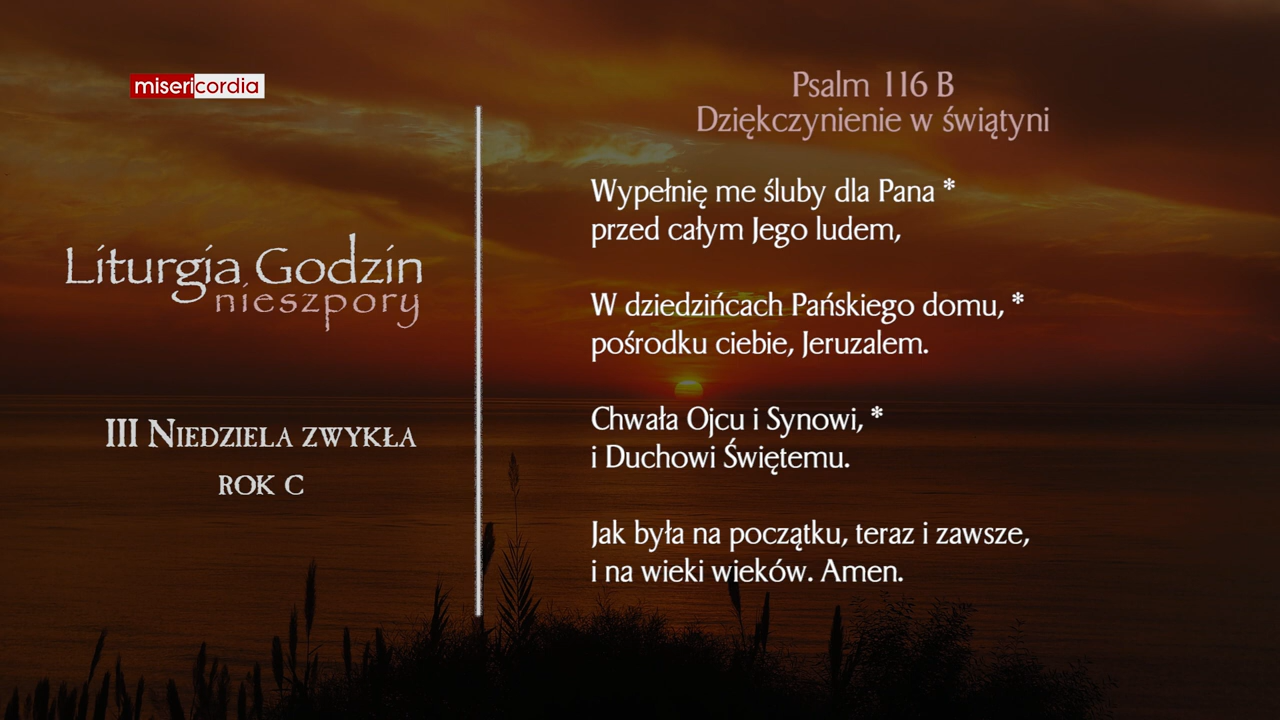 misericordia
Liturgia Godzin
nieszpory
III Niedziela zwykła
rok C
Psalm 116 B
Dziękczynienie w świątyni
Wypełnię me śluby dla Pana *
przed całym Jego ludem,
W dziedzińcach Pańskiego domu, *
pośrodku ciebie, Jeruzalem.
Chwała Ojcu i Synowi, *
i Duchowi Świętemu.
Jak była na początku, teraz i zawsze,
i na wieki wieków. Amen.